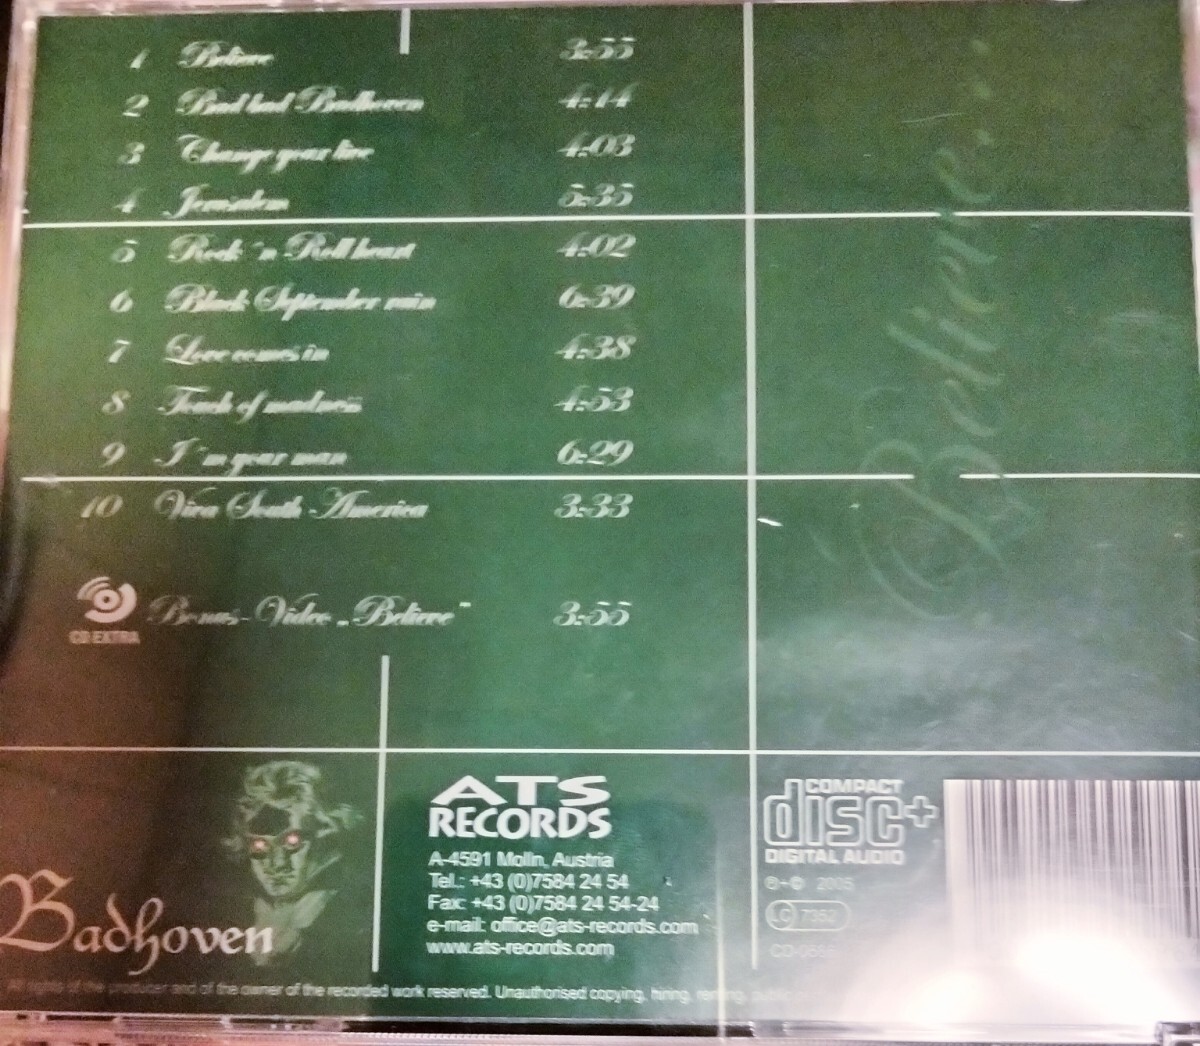 1 Believe 3:55
2 Bad bad Badhoven 4:14
3 Change your live 4:03
4 Jerusalem 5:35
5 Rock´n Roll heart 4:02
6 Black September rain 6:39
7 Love comes in 4:38
8 Touch of madness 4:53
9 I´m your man 6:29
10 Viva South America 3:33
CD EXTRA
Bonus-Video „Believe" 3:55
Believe...
Badhoven
ATS
RECORDS
A-4591 Molln, Austria
Tel.: +43 (0)7584 24 54
Fax: +43 (0)7584 24 54-24
e-mail: office@ats-records.com
www.ats-records.com
COMPACT
disc+
DIGITAL AUDIO
℗+© 2005
LC 7362
All rights of the producer and of the owner of the recorded work reserved. Unauthorised copying, hiring, renting, public